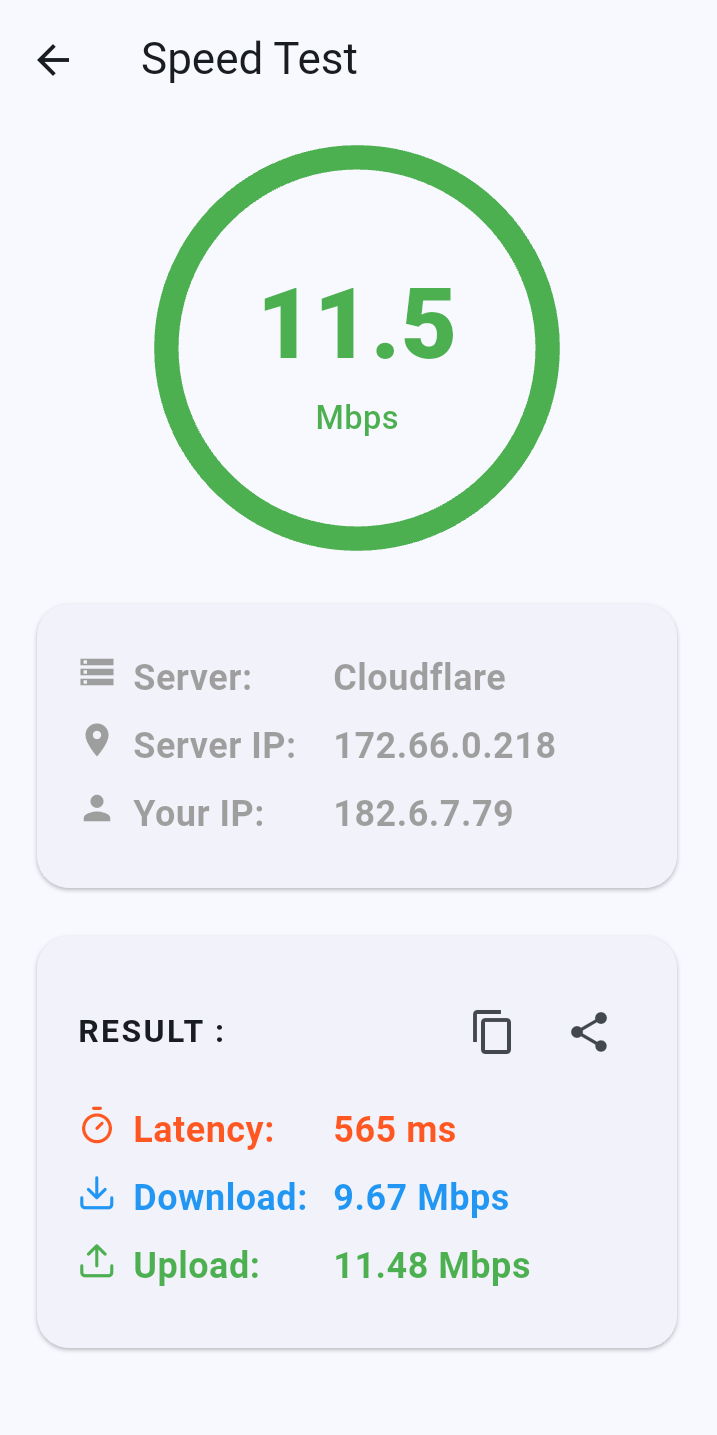 Speed Test
11.5
Mbps
Server: Cloudflare
Server IP: 172.66.0.218
Your IP: 182.6.7.79
RESULT :
Latency: 565 ms
Download: 9.67 Mbps
Upload: 11.48 Mbps